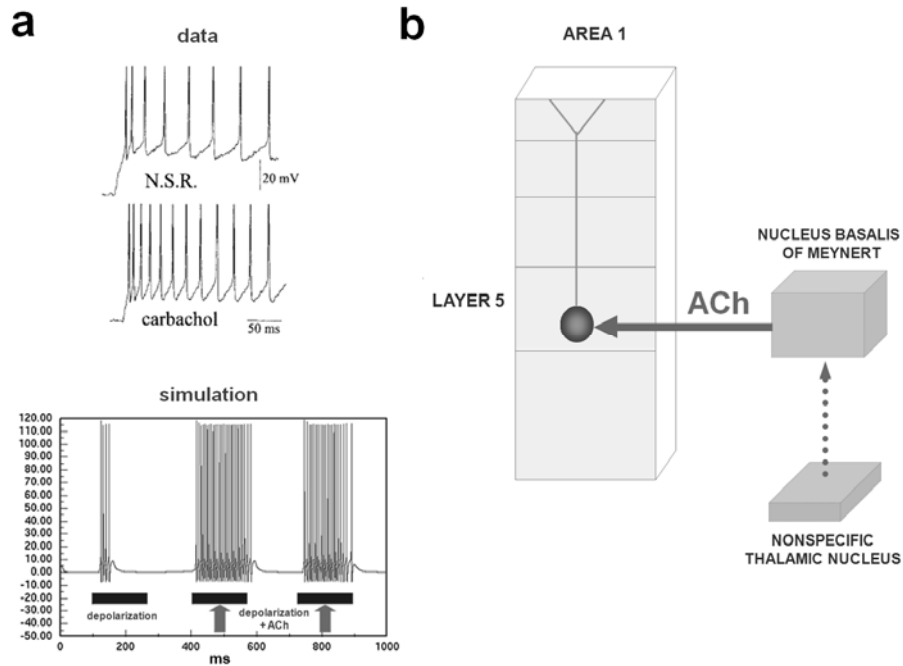 a
data
N.S.R.
20 mV
carbachol
50 ms
simulation
120.00
110.00
100.00
90.00
80.00
70.00
60.00
50.00
40.00
30.00
20.00
10.00
0.00
-10.00
-20.00
-30.00
-40.00
-50.00
depolarization
depolarization
+ ACh
0
200
400
600
800
1000
ms
b
AREA 1
LAYER 5
ACh
NUCLEUS BASALIS
OF MEYNERT
NONSPECIFIC
THALAMIC NUCLEUS